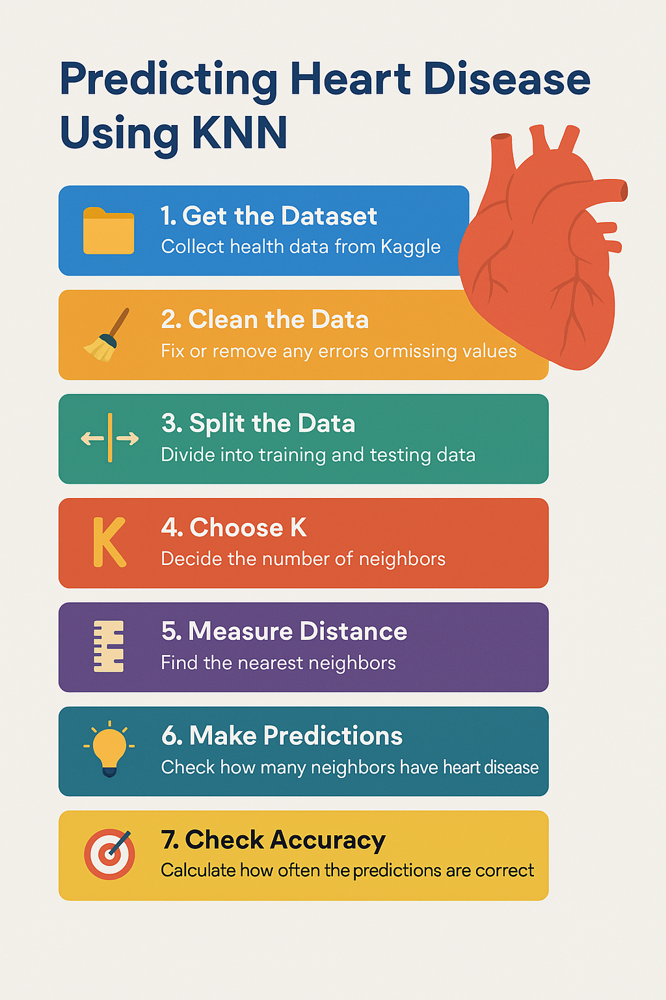 Predicting Heart Disease
Using KNN
1. Get the Dataset
Collect health data from Kaggle
2. Clean the Data
Fix or remove any errors ormissing values
3. Split the Data
Divide into training and testing data
K
4. Choose K
Decide the number of neighbors
5. Measure Distance
Find the nearest neighbors
6. Make Predictions
Check how many neighbors have heart disease
7. Check Accuracy
Calculate how often the predictions are correct